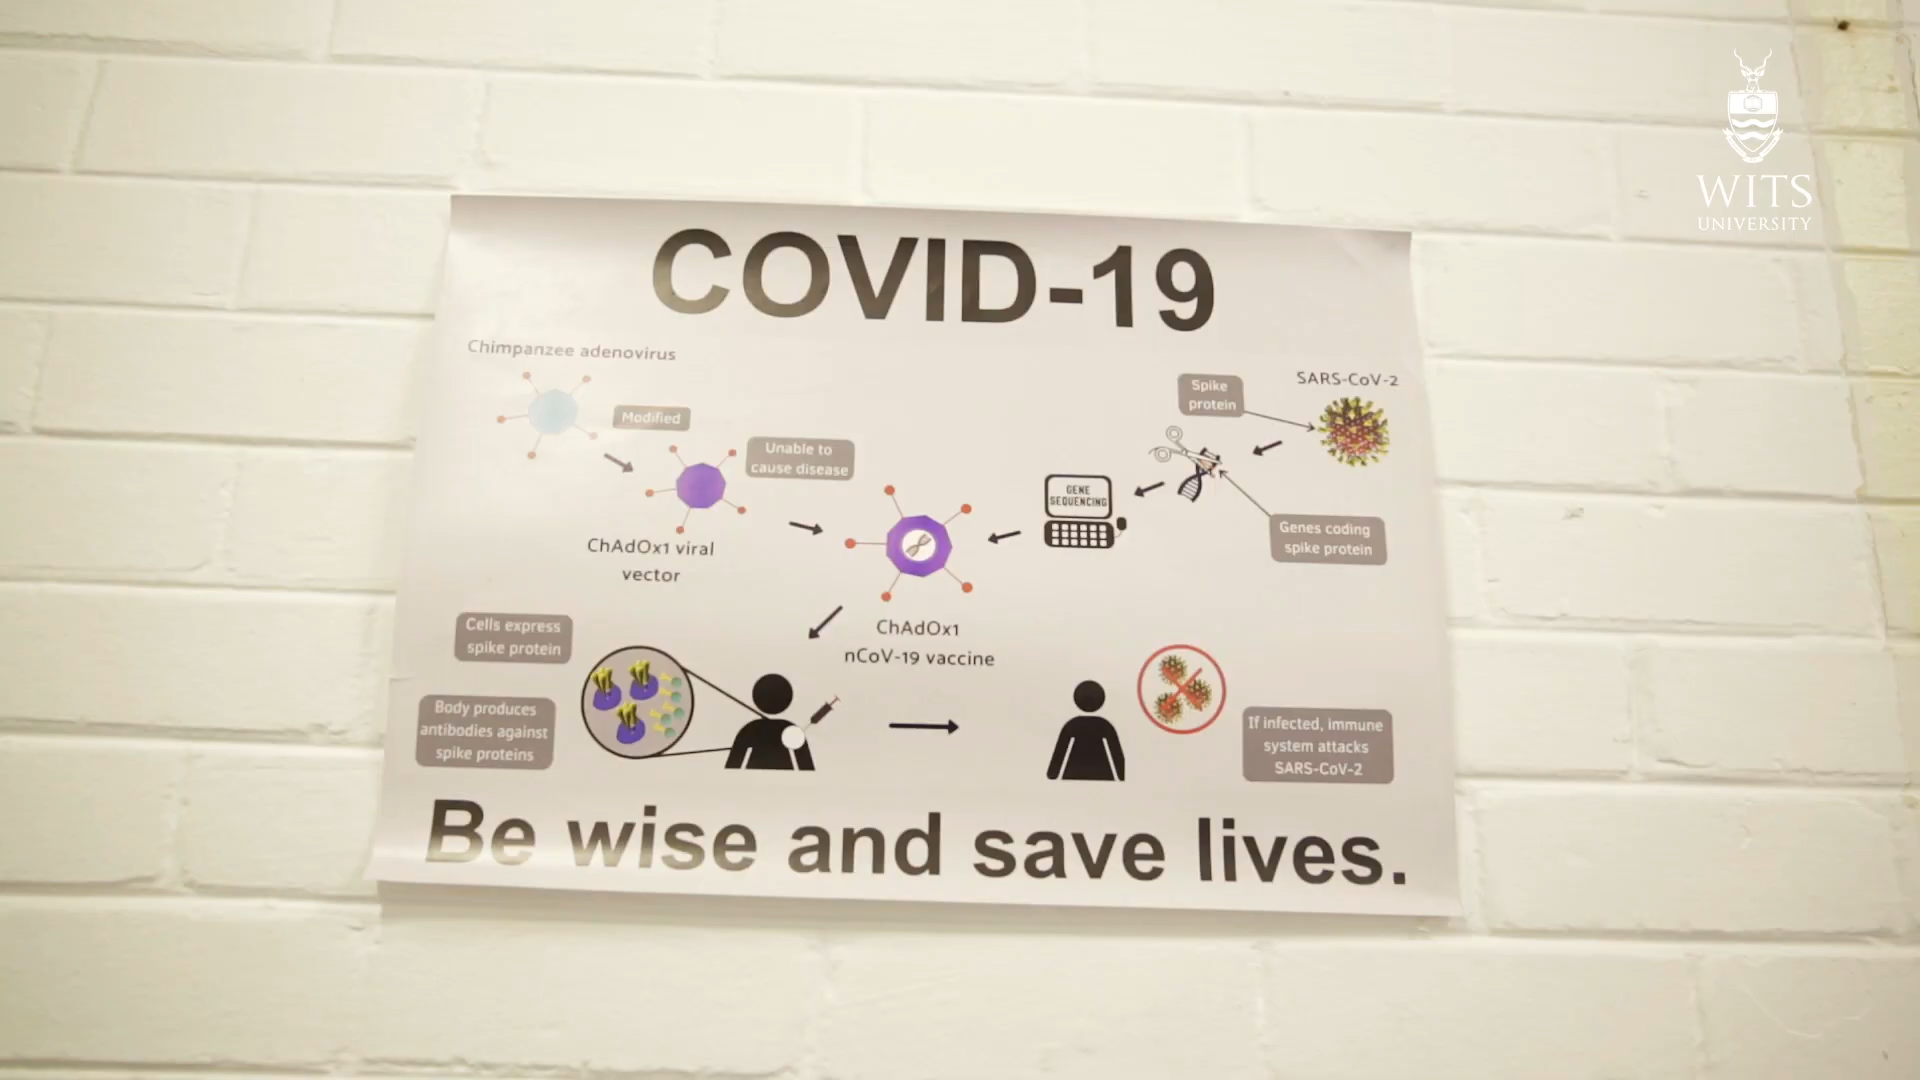 WITS
UNIVERSITY
COVID-19
Chimpanzee adenovirus
Modified
Unable to
cause disease
ChAdOx1 viral
vector
Spike
protein
SARS-CoV-2
GENE
SEQUENCING
Genes coding
spike protein
ChAdOx1
nCoV-19 vaccine
Cells express
spike protein
Body produces
antibodies against
spike proteins
If infected, immune
system attacks
SARS-CoV-2
Be wise and save lives.